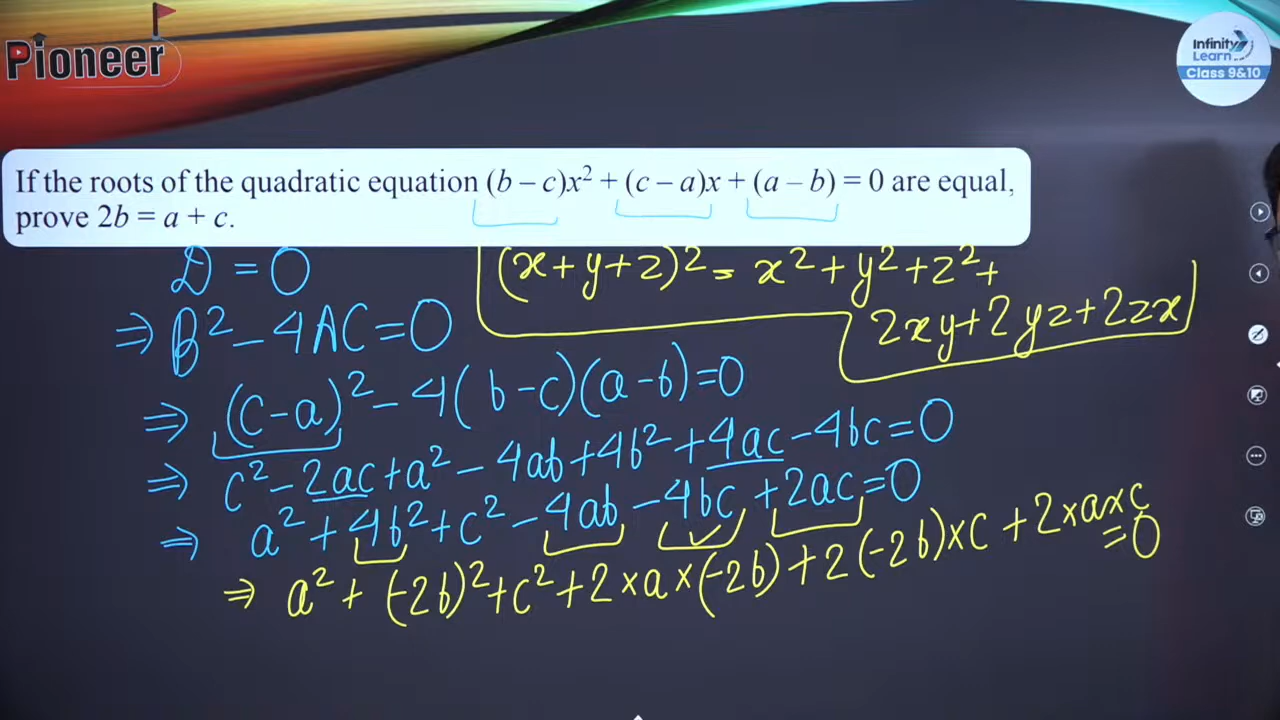 Pioneer
Infinity
Learn
Class 9&10
If the roots of the quadratic equation (b – c)x² + (c – a)x + (a – b) = 0 are equal,
prove 2b = a + c.
D = 0
(x+y+z)² = x²+y²+z²+
2xy+2yz+2zx
⇒ B² – 4AC = 0
⇒ (c-a)² – 4(b-c)(a-b)=0
⇒ c² – 2ac + a² – 4ab + 4b² + 4ac – 4bc = 0
⇒ a² + 4b² + c² – 4ab – 4bc + 2ac = 0
⇒ a² + (-2b)² + c² + 2×a×(-2b) + 2(-2b)×c + 2×a×c
=0